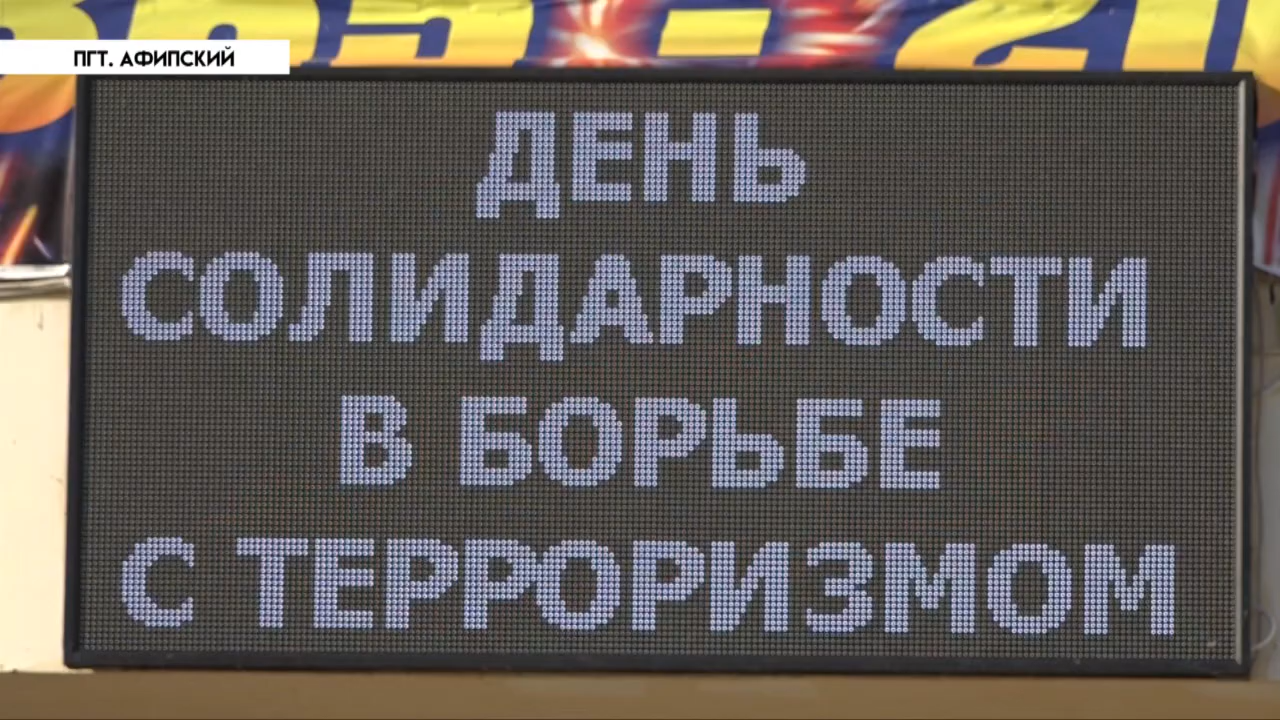 ПГТ. АФИПСКИЙ
ДЕНЬ
СОЛИДАРНОСТИ
В БОРЬБЕ
С ТЕРРОРИЗМОМ